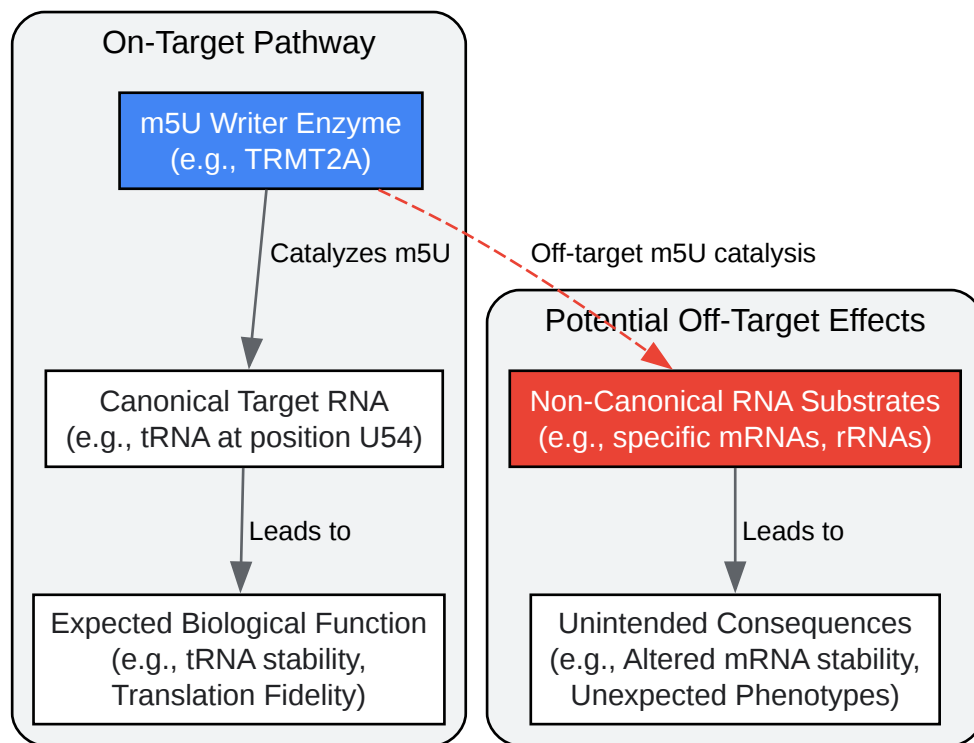 On-Target Pathway
m5U Writer Enzyme
(e.g., TRMT2A)
Catalyzes m5U
Off-target m5U catalysis
Potential Off-Target Effects
Canonical Target RNA
(e.g., tRNA at position U54)
Non-Canonical RNA Substrates
(e.g., specific mRNAs, rRNAs)
Leads to
Leads to
Expected Biological Function
(e.g., tRNA stability,
Translation Fidelity)
Unintended Consequences
(e.g., Altered mRNA stability,
Unexpected Phenotypes)